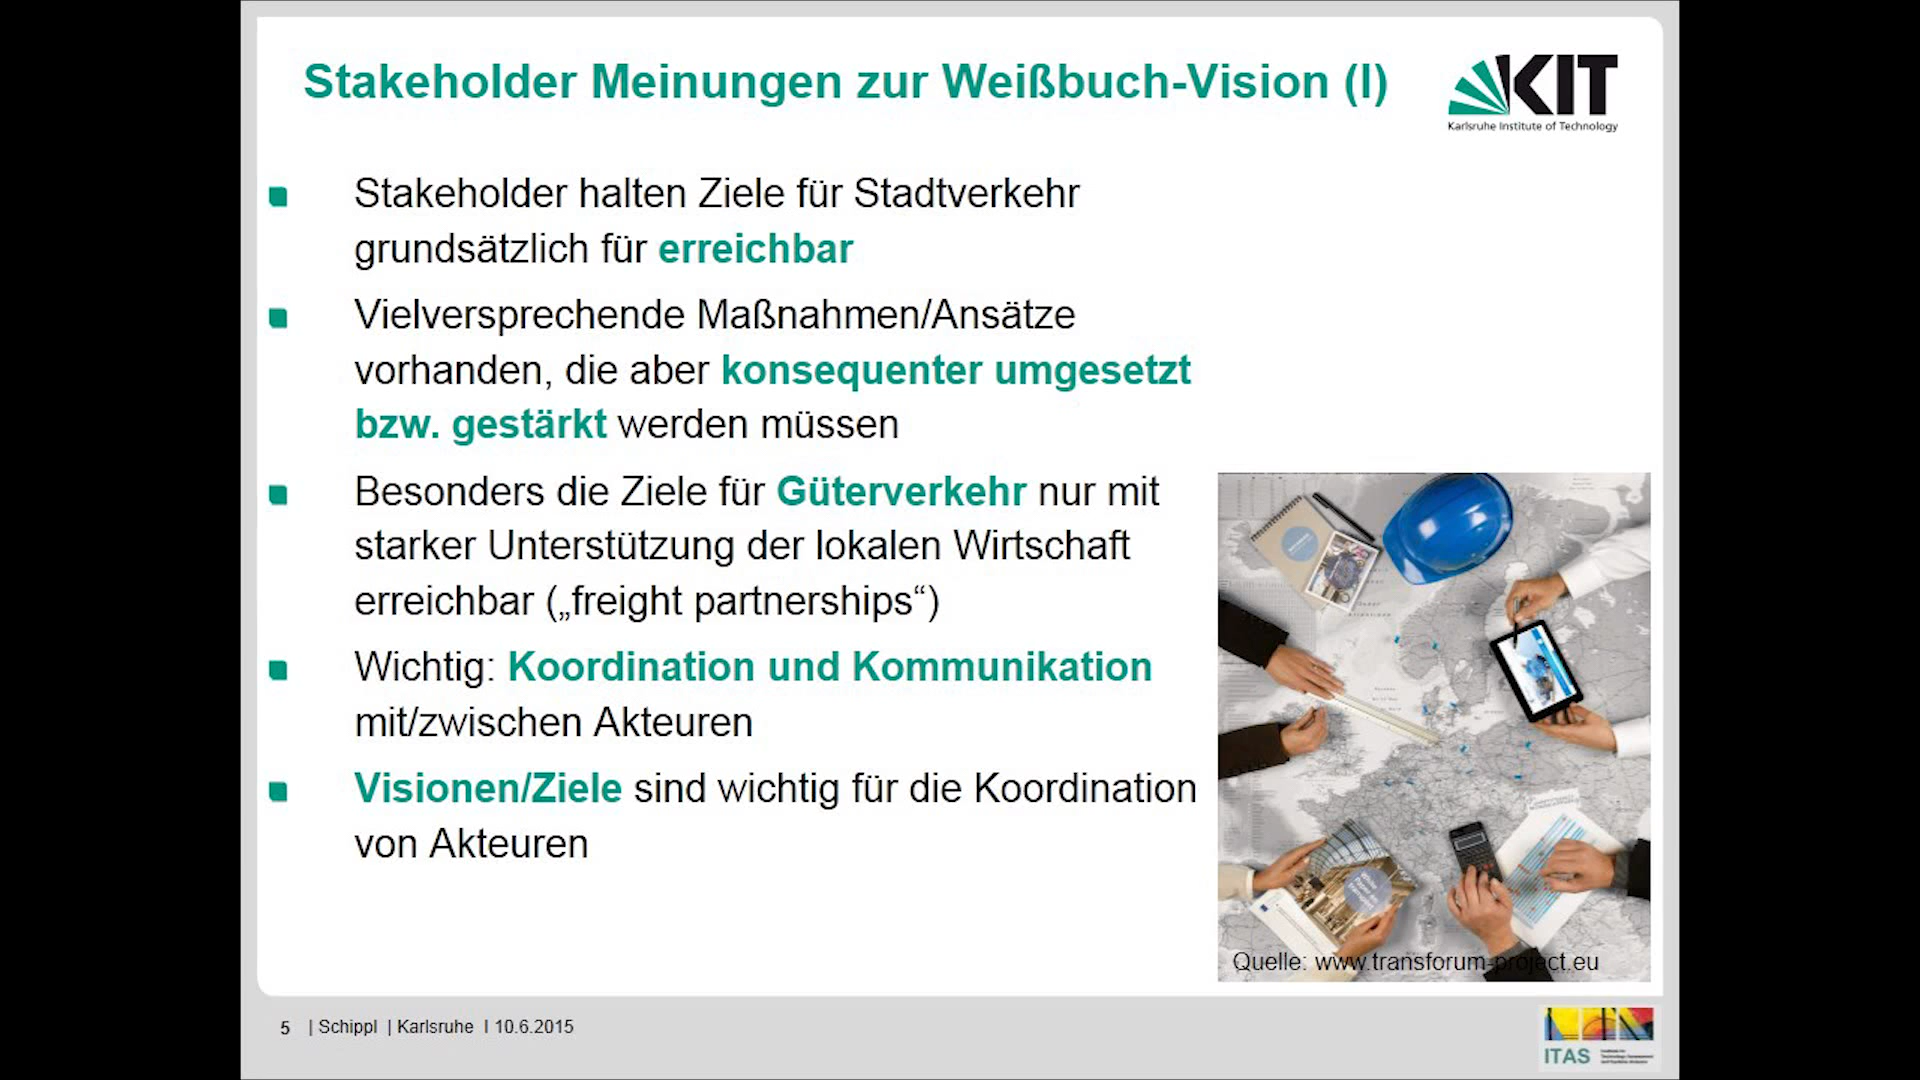 Stakeholder Meinungen zur Weißbuch-Vision (I)
KIT
Karlsruhe Institute of Technology
Stakeholder halten Ziele für Stadtverkehr
grundsätzlich für erreichbar
Vielversprechende Maßnahmen/Ansätze
vorhanden, die aber konsequenter umgesetzt
bzw. gestärkt werden müssen
Besonders die Ziele für Güterverkehr nur mit
starker Unterstützung der lokalen Wirtschaft
erreichbar („freight partnerships“)
Wichtig: Koordination und Kommunikation
mit/zwischen Akteuren
Visionen/Ziele sind wichtig für die Koordination
von Akteuren
Quelle: www.transforum-project.eu
5 | Schippl | Karlsruhe I 10.6.2015
ITAS